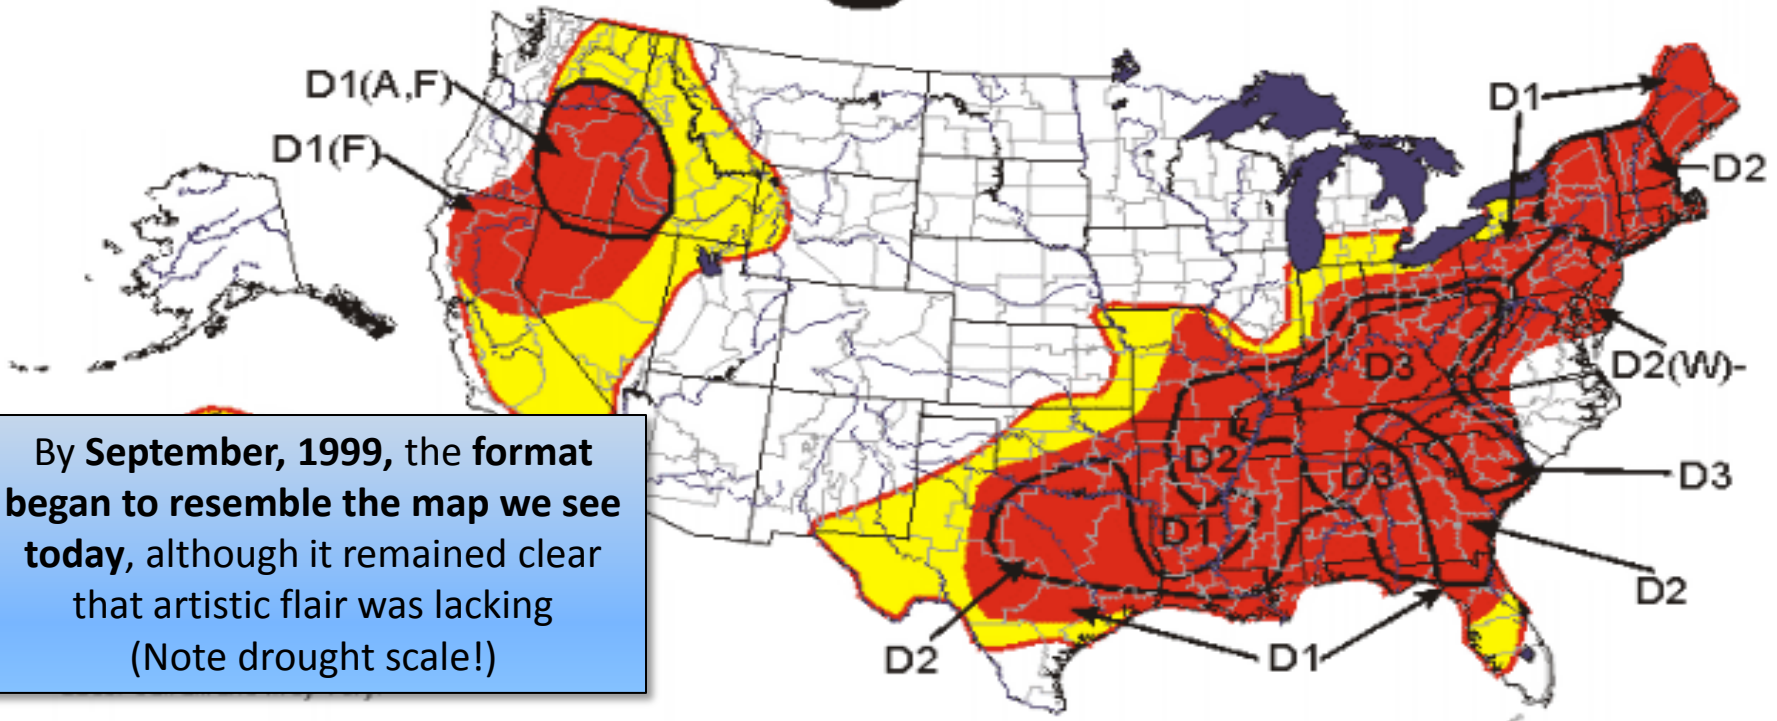 D1(A,F)
D1
D1(F)
D2
D3
D2(W)-
D2
D3
D3
D1
D2
D2
D1
By September, 1999, the format
began to resemble the map we see
today, although it remained clear
that artistic flair was lacking
(Note drought scale!)